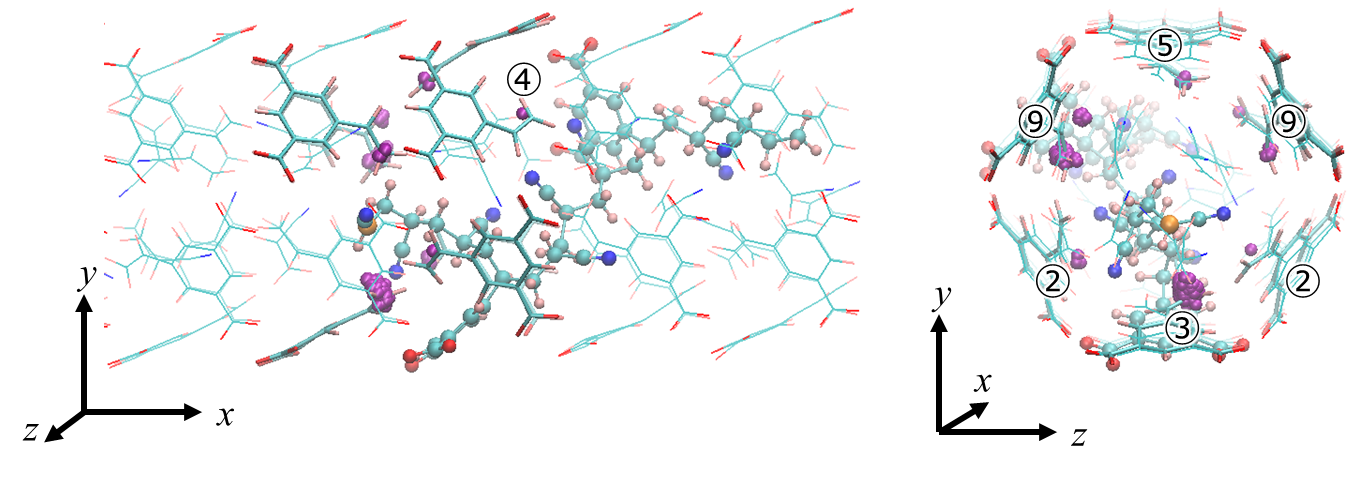 ④
y
x
z
⑤
⑨ ⑨
② ②
③
y
x
z